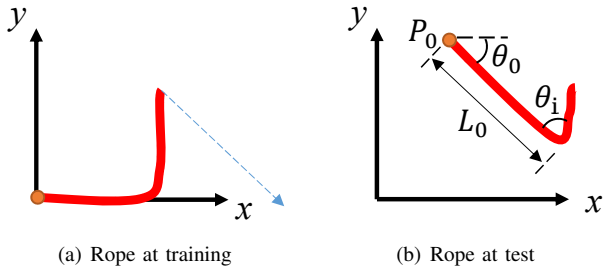 y
x
(a) Rope at training
y
P₀
θ₀
θᵢ
L₀
x
(b) Rope at test